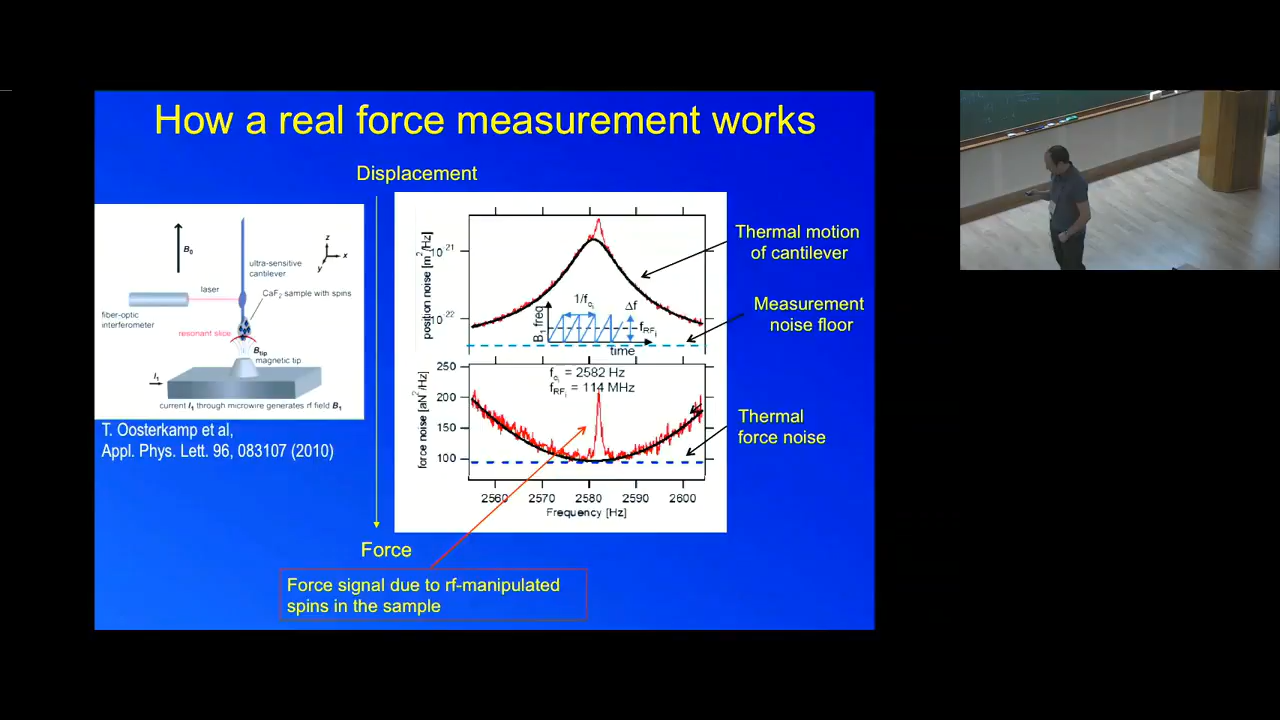 How a real force measurement works
Displacement
B0
z
x
y
ultra-sensitive
cantilever
laser
CaF2 sample with spins
fiber-optic
interferometer
resonant slice
Btip
magnetic tip
I1
current I1 through microwire generates rf field B1
T. Oosterkamp et al,
Appl. Phys. Lett. 96, 083107 (2010)
position noise [m²/Hz]
10-21
10-22
1/fc
Δf
B1 freq
fRF
time
Thermal motion
of cantilever
Measurement
noise floor
force noise [aN²/Hz]
250
200
150
100
fc = 2582 Hz
fRF = 114 MHz
2560 2570 2580 2590 2600
Frequency [Hz]
Thermal
force noise
Force
Force signal due to rf-manipulated
spins in the sample